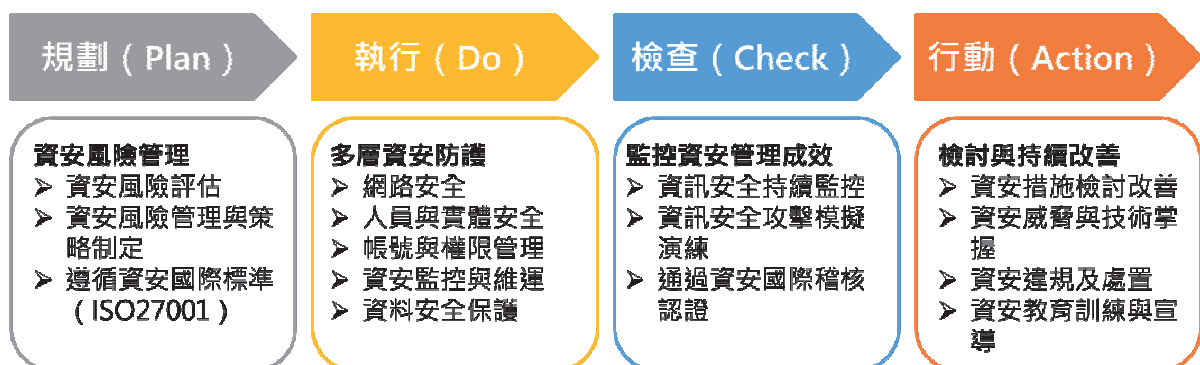 規劃（Plan）
執行（Do）
檢查（Check）
行動（Action）
資安風險管理
➢ 資安風險評估
➢ 資安風險管理與策
略制定
➢ 遵循資安國際標準
（ISO27001）
多層資安防護
➢ 網路安全
➢ 人員與實體安全
➢ 帳號與權限管理
➢ 資安監控與維運
➢ 資料安全保護
監控資安管理成效
➢ 資訊安全持續監控
➢ 資訊安全攻擊模擬
演練
➢ 通過資安國際稽核
認證
檢討與持續改善
➢ 資安措施檢討改善
➢ 資安威脅與技術掌
握
➢ 資安違規及處置
➢ 資安教育訓練與宣
導